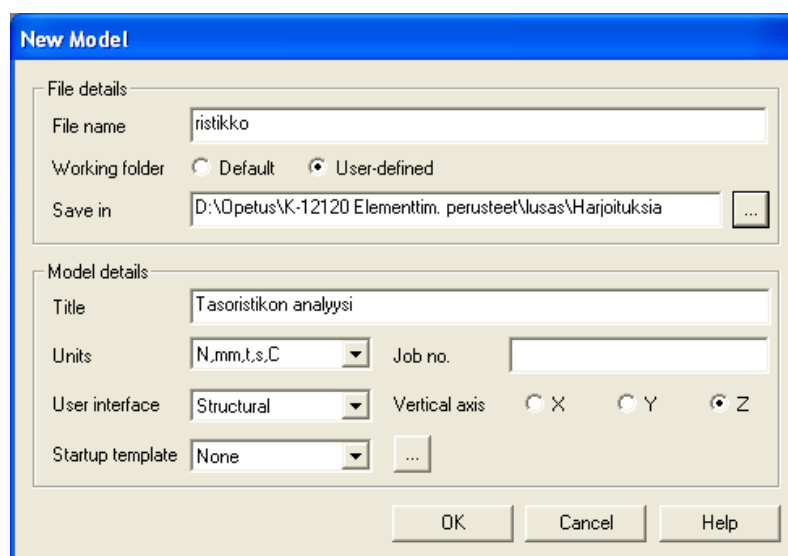 New Model
File details
File name ristikko
Working folder Default User-defined
Save in D:\Opetus\K-12120 Elementtim. perusteet\lusas\Harjoituksia ...
Model details
Title Tasoristikon analyysi
Units N,mm,t,s,C Job no.
User interface Structural Vertical axis X Y Z
Startup template None ...
OK Cancel Help